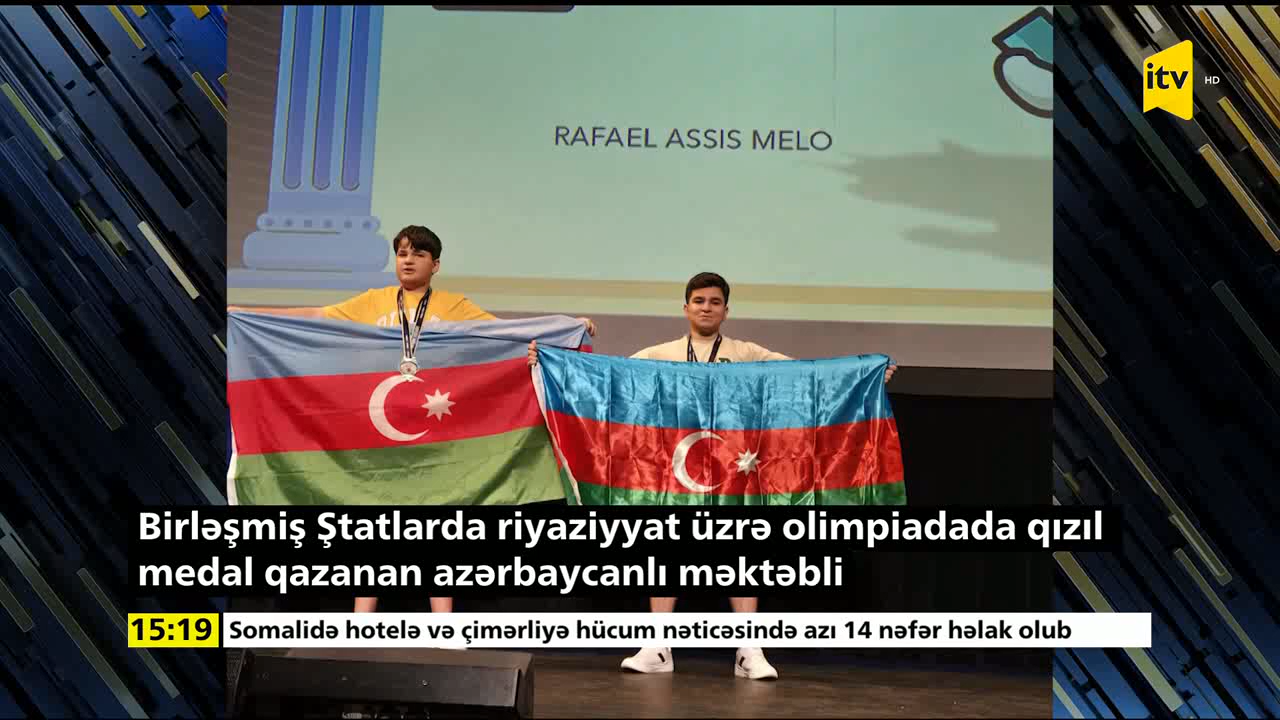 itv HD
RAFAEL ASSIS MELO
Birləşmiş Ştatlarda riyaziyyat üzrə olimpiadada qızıl
medal qazanan azərbaycanlı məktəbli
15:19 Somalidə hotelə və çimərliyə hücum nəticəsində azı 14 nəfər həlak olub